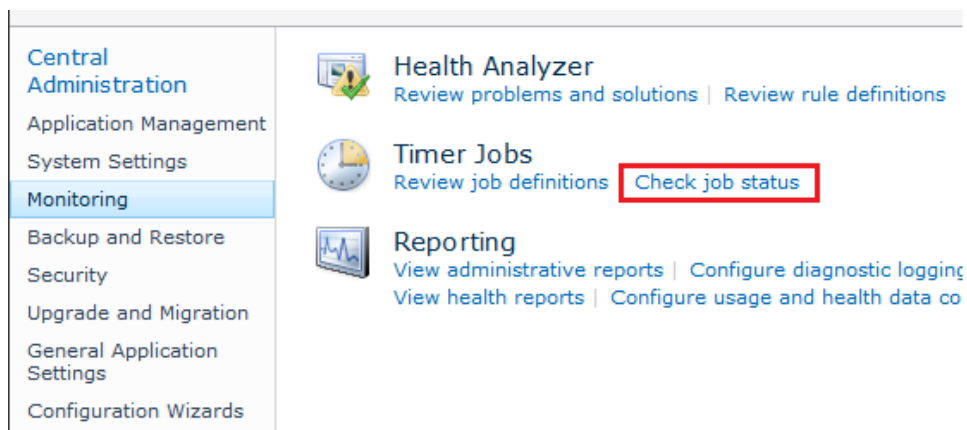 Central
Administration
Application Management
System Settings
Monitoring
Backup and Restore
Security
Upgrade and Migration
General Application
Settings
Configuration Wizards
Health Analyzer
Review problems and solutions | Review rule definitions
Timer Jobs
Review job definitions Check job status
Reporting
View administrative reports | Configure diagnostic logging
View health reports | Configure usage and health data co